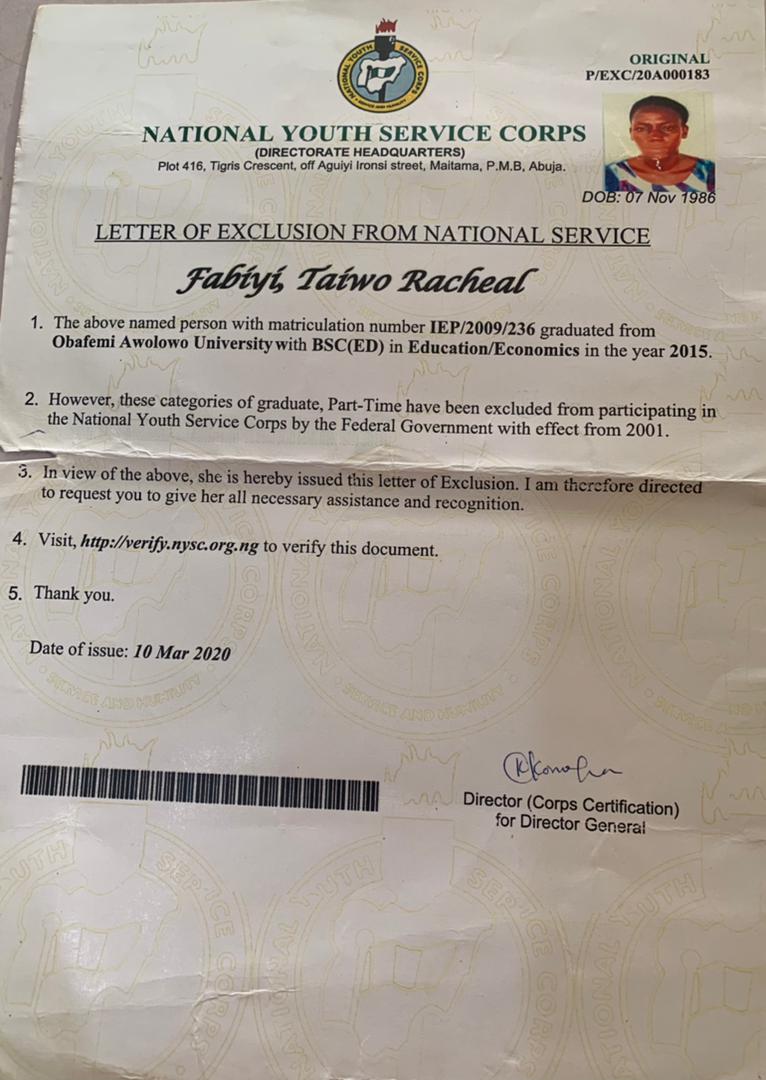 ORIGINAL
P/EXC/20A000183
NATIONAL YOUTH SERVICE CORPS
SERVICE AND HUMILITY
NATIONAL YOUTH SERVICE CORPS
(DIRECTORATE HEADQUARTERS)
Plot 416, Tigris Crescent, off Aguiyi Ironsi street, Maitama, P.M.B, Abuja.
DOB: 07 Nov 1986
LETTER OF EXCLUSION FROM NATIONAL SERVICE
Fabiyi, Taiwo Racheal
1. The above named person with matriculation number IEP/2009/236 graduated from
Obafemi Awolowo University with BSC(ED) in Education/Economics in the year 2015.
2. However, these categories of graduate, Part-Time have been excluded from participating in
the National Youth Service Corps by the Federal Government with effect from 2001.
3. In view of the above, she is hereby issued this letter of Exclusion. I am therefore directed
to request you to give her all necessary assistance and recognition.
4. Visit, http://verify.nysc.org.ng to verify this document.
5. Thank you.
Date of issue: 10 Mar 2020
Director (Corps Certification)
for Director General